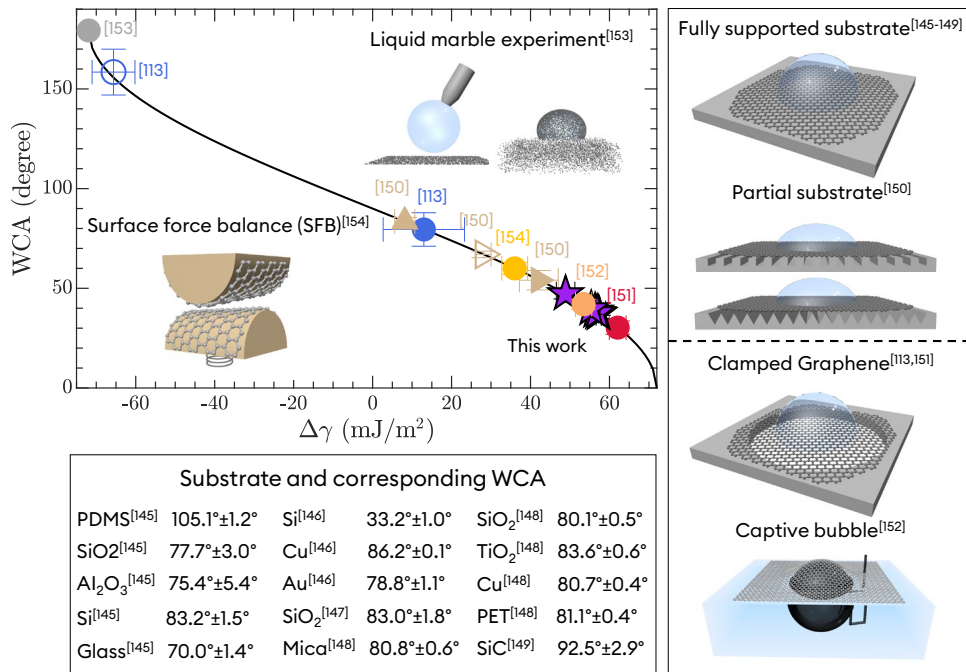 [153]
[113]
Liquid marble experiment[153]
150
100
50
0
WCA (degree)
[150]
[113]
[150]
[154]
[150]
[152]
[151]
Surface force balance (SFB)[154]
This work
-60
-40
-20
0
20
40
60
Δγ (mJ/m²)
Fully supported substrate[145-149]
Partial substrate[150]
Clamped Graphene[113,151]
Captive bubble[152]
Substrate and corresponding WCA
PDMS[145] 105.1°±1.2° Si[146] 33.2°±1.0° SiO₂[148] 80.1°±0.5°
SiO2[145] 77.7°±3.0° Cu[146] 86.2°±0.1° TiO₂[148] 83.6°±0.6°
Al₂O₃[145] 75.4°±5.4° Au[146] 78.8°±1.1° Cu[148] 80.7°±0.4°
Si[145] 83.2°±1.5° SiO₂[147] 83.0°±1.8° PET[148] 81.1°±0.4°
Glass[145] 70.0°±1.4° Mica[148] 80.8°±0.6° SiC[149] 92.5°±2.9°